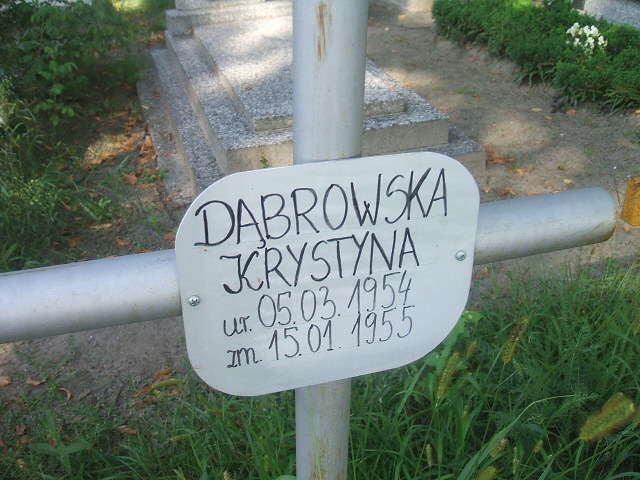 DĄBROWSKA
KRYSTYNA
ur. 05.03.1954
zm. 15.01.1955